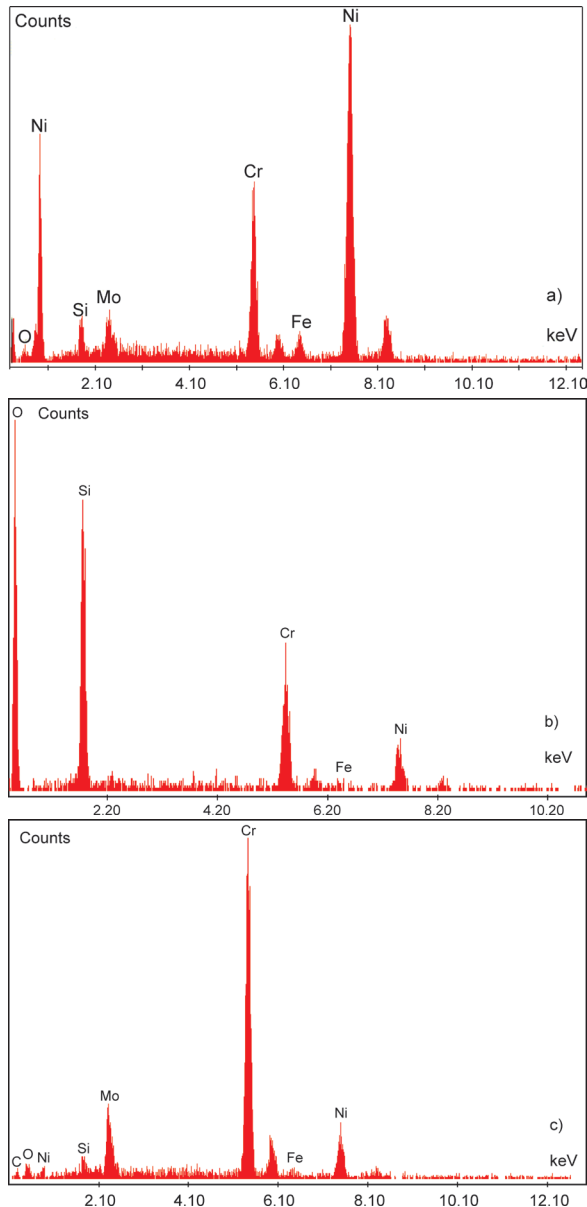 Counts
Ni
Ni
Cr
Si
Mo
O
Fe
a)
keV
2.10 4.10 6.10 8.10 10.10 12.10
O Counts
Si
Cr
b)
Ni
Fe
keV
2.20 4.20 6.20 8.20 10.20
Cr
Counts
Mo
Ni
c)
C O Ni Si Fe
keV
2.10 4.10 6.10 8.10 10.10 12.10